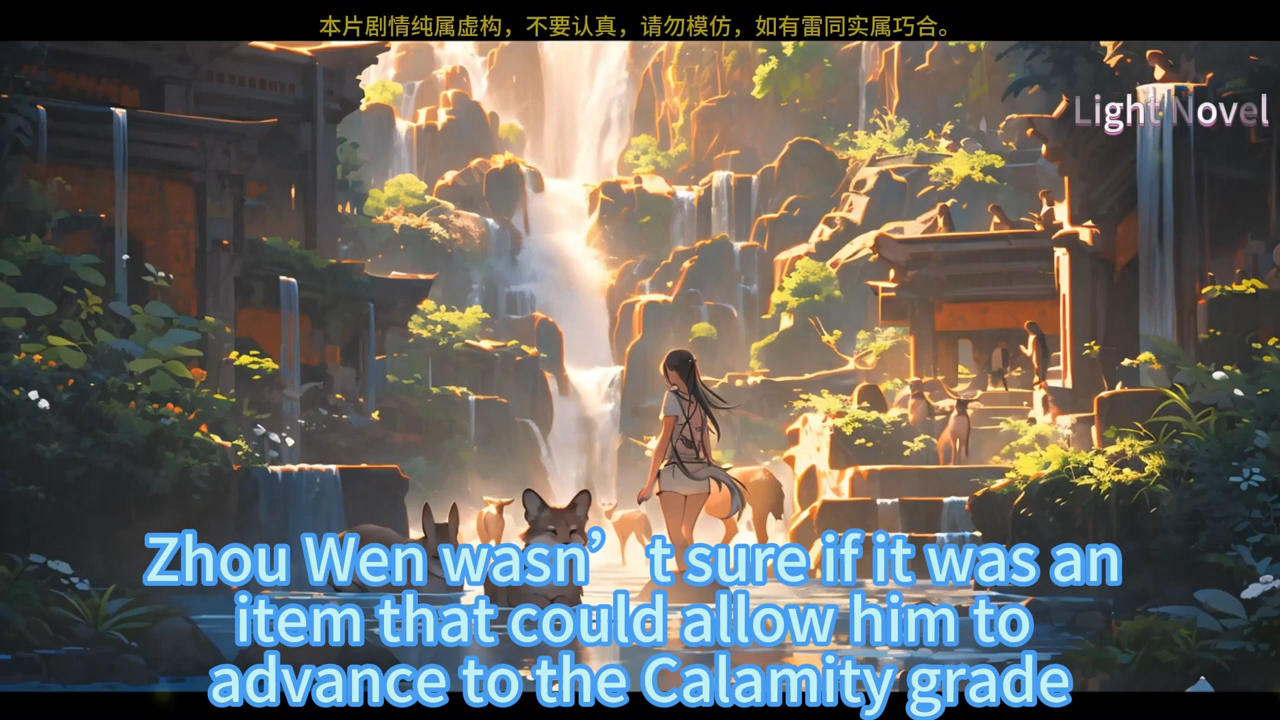 本片剧情纯属虚构，不要认真，请勿模仿，如有雷同实属巧合。
Light Novel
Zhou Wen wasn’t sure if it was an
item that could allow him to
advance to the Calamity grade